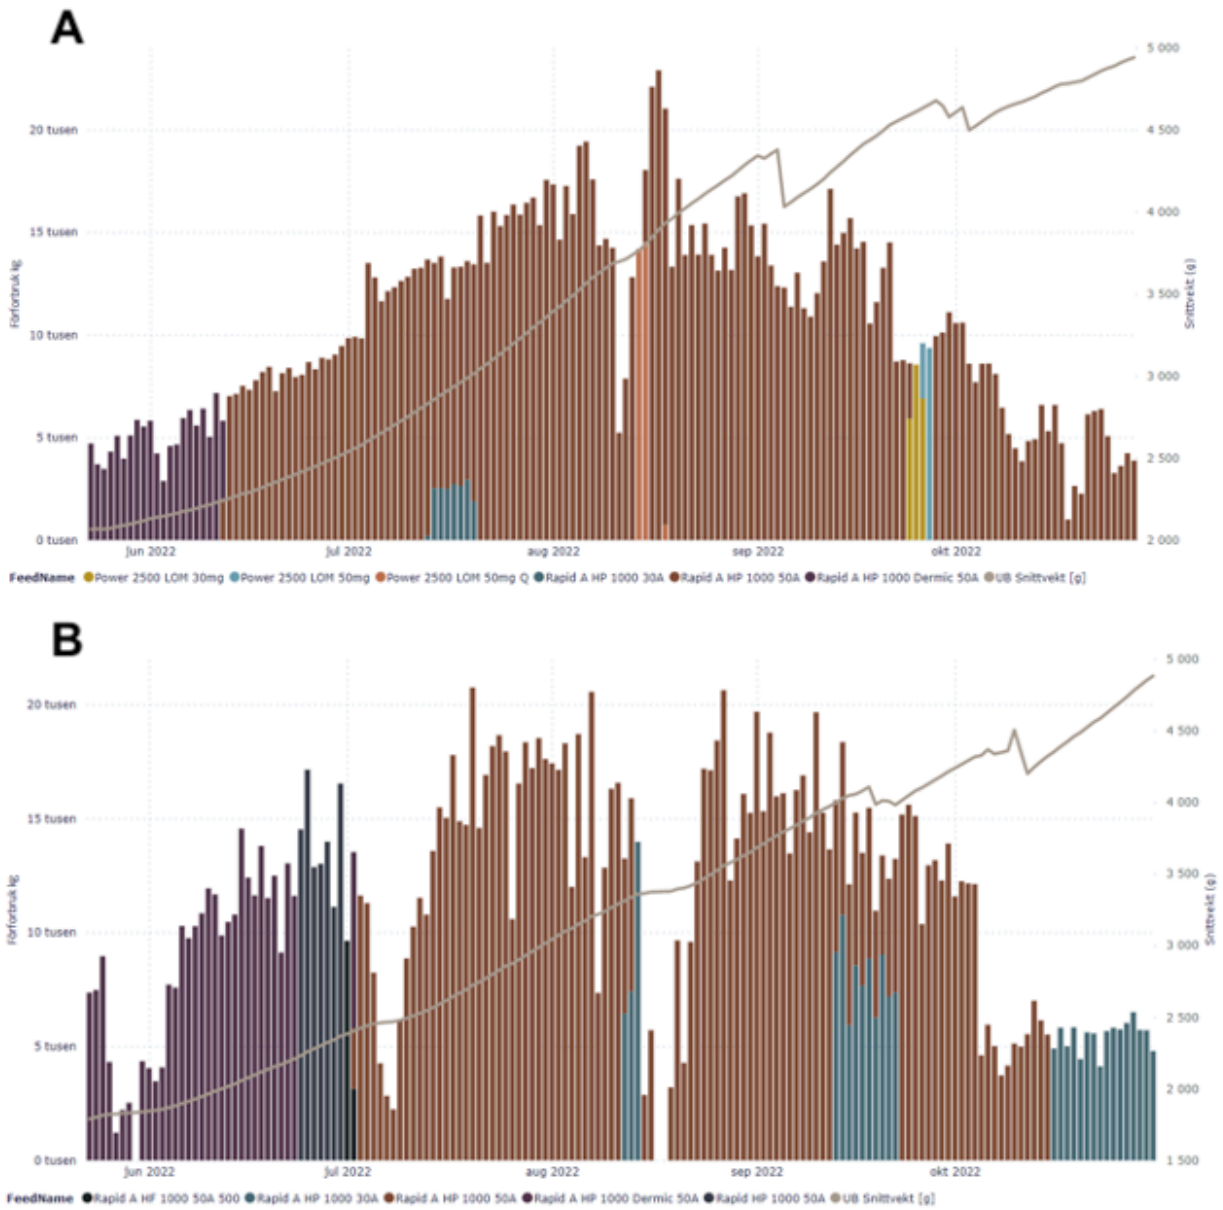 A
5 000
20 tusen
4 500
4 000
15 tusen
Fôrforbruk kg
3 500
Snittvekt (g)
10 tusen
3 000
5 tusen
2 500
0 tusen
2 000
jun 2022 jul 2022 aug 2022 sep 2022 okt 2022
FeedName Power 2500 LOM 30mg Power 2500 LOM 50mg Power 2500 LOM 50mg Q Rapid A HP 1000 30A Rapid A HP 1000 50A Rapid A HP 1000 Dermic 50A UB Snittvekt [g]
B
5 000
20 tusen
4 500
4 000
15 tusen
3 500
Fôrforbruk kg
Snittvekt (g)
10 tusen
3 000
2 500
5 tusen
2 000
0 tusen
1 500
jun 2022 jul 2022 aug 2022 sep 2022 okt 2022
FeedName Rapid A HF 1000 50A 500 Rapid A HP 1000 30A Rapid A HP 1000 50A Rapid A HP 1000 Dermic 50A Rapid HP 1000 50A UB Snittvekt [g]